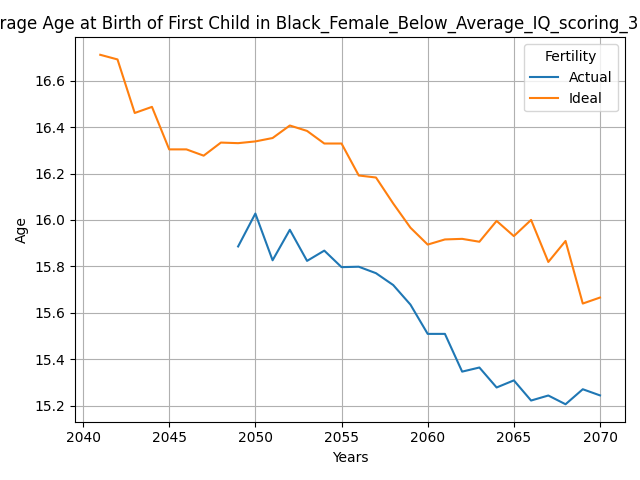 rage Age at Birth of First Child in Black_Female_Below_Average_IQ_scoring_3
Fertility
Actual
Ideal
16.6
16.4
16.2
16.0
15.8
15.6
15.4
15.2
Age
2040 2045 2050 2055 2060 2065 2070
Years